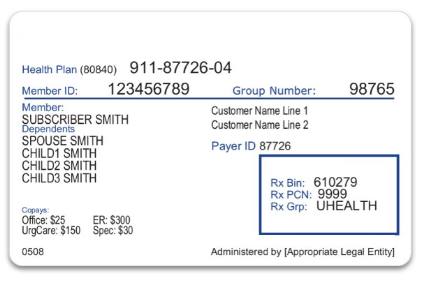 Health Plan (80840) 911-87726-04
Member ID: 123456789 Group Number: 98765
Member:
SUBSCRIBER SMITH
Dependents
SPOUSE SMITH
CHILD1 SMITH
CHILD2 SMITH
CHILD3 SMITH
Customer Name Line 1
Customer Name Line 2
Payer ID 87726
Rx Bin: 610279
Rx PCN: 9999
Rx Grp: UHEALTH
Copays:
Office: $25 ER: $300
UrgCare: $150 Spec: $30
0508 Administered by [Appropriate Legal Entity]